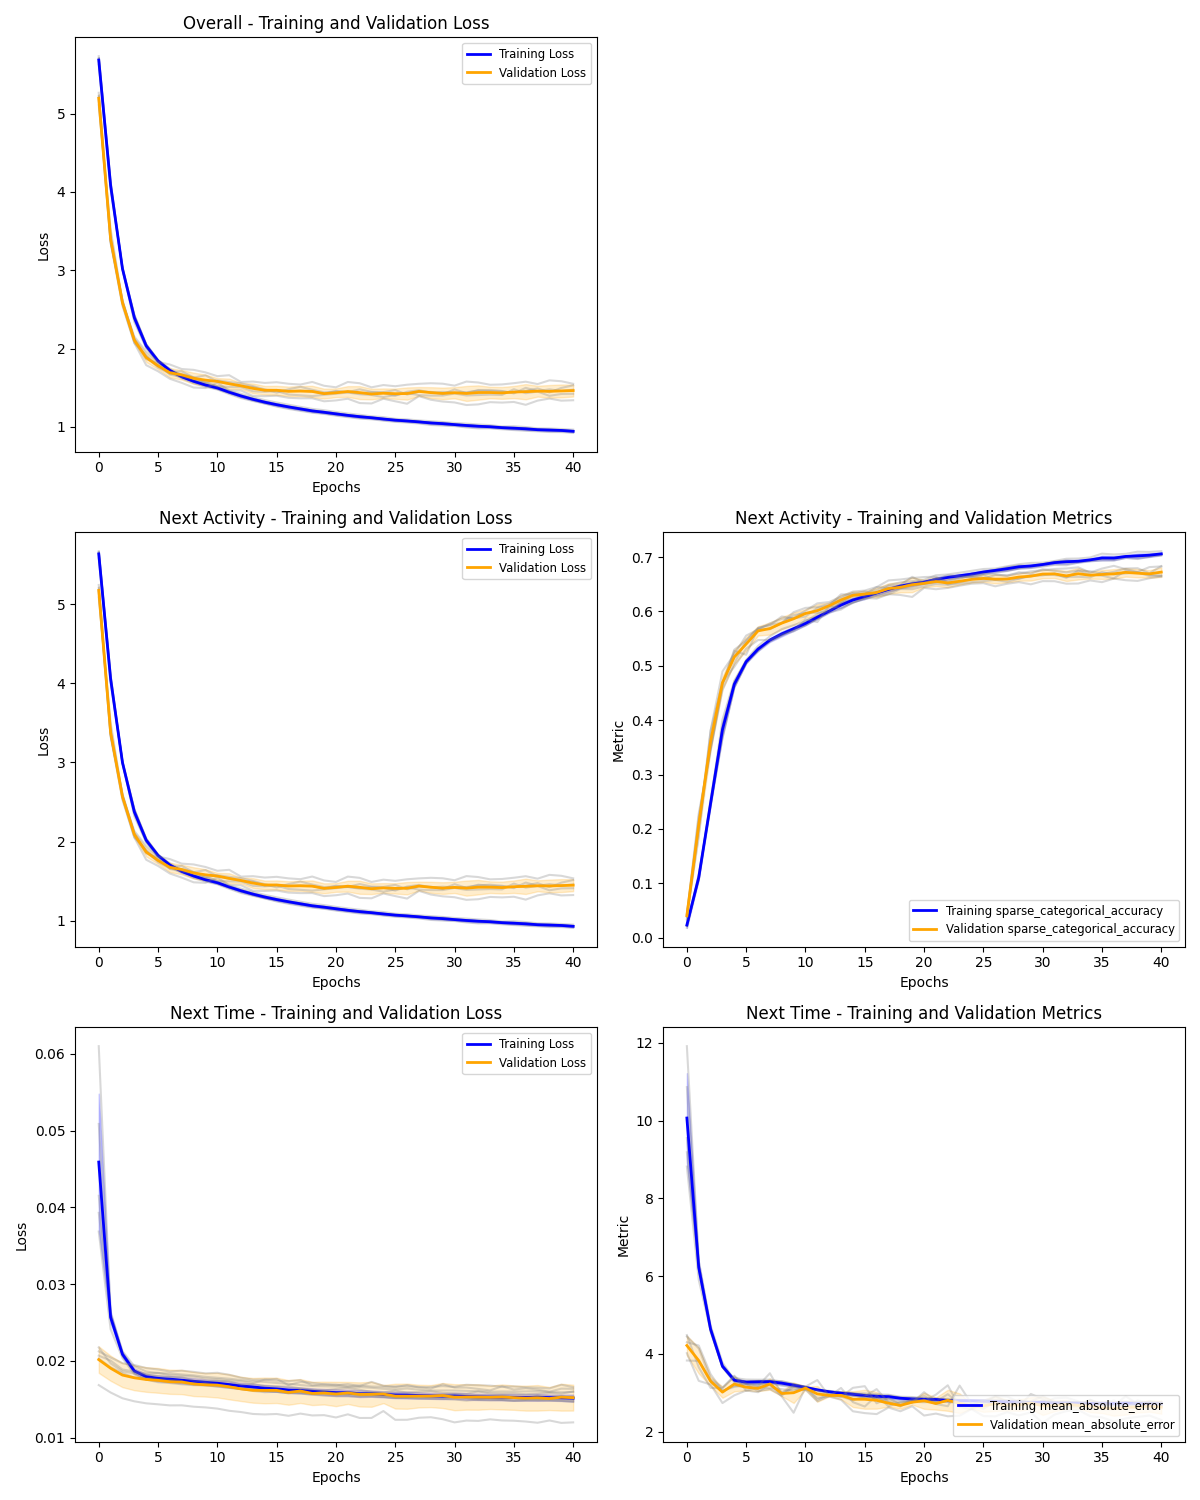 Overall - Training and Validation Loss
Training Loss
Validation Loss
5
4
3
2
1
Loss
0 5 10 15 20 25 30 35 40
Epochs
Next Activity - Training and Validation Loss
Training Loss
Validation Loss
5
4
3
2
1
Loss
0 5 10 15 20 25 30 35 40
Epochs
Next Activity - Training and Validation Metrics
0.7
0.6
0.5
0.4
0.3
0.2
0.1
0.0
Metric
Training sparse_categorical_accuracy
Validation sparse_categorical_accuracy
0 5 10 15 20 25 30 35 40
Epochs
Next Time - Training and Validation Loss
Training Loss
Validation Loss
0.06
0.05
0.04
0.03
0.02
0.01
Loss
0 5 10 15 20 25 30 35 40
Epochs
Next Time - Training and Validation Metrics
12
10
8
6
4
2
Metric
Training mean_absolute_error
Validation mean_absolute_error
0 5 10 15 20 25 30 35 40
Epochs